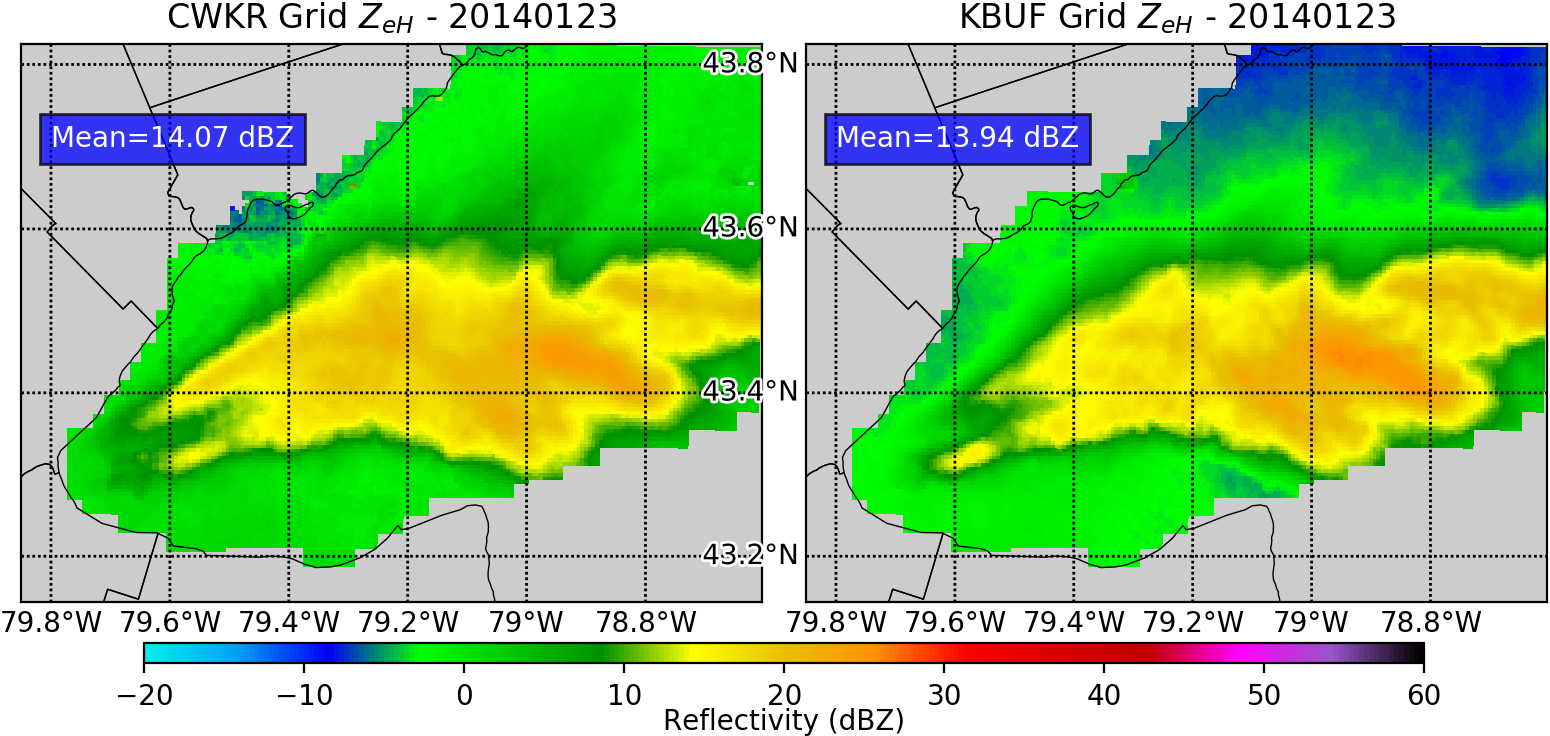 CWKR Grid ZeH - 20140123
KBUF Grid ZeH - 20140123
43.8°N
Mean=14.07 dBZ
Mean=13.94 dBZ
43.6°N
43.4°N
43.2°N
79.8°W 79.6°W 79.4°W 79.2°W 79°W 78.8°W
79.8°W 79.6°W 79.4°W 79.2°W 79°W 78.8°W
−20 −10 0 10 20 30 40 50 60
Reflectivity (dBZ)